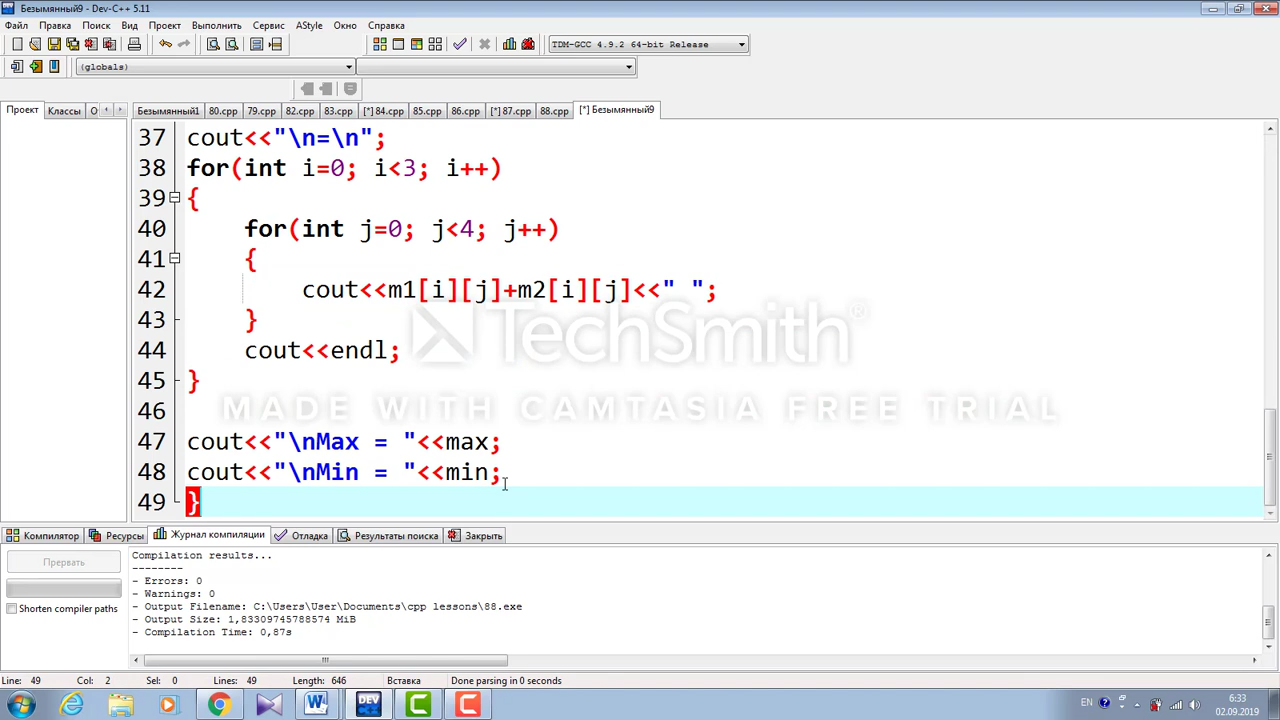 Безымянный9 - Dev-C++ 5.11
Файл Правка Поиск Вид Проект Выполнить Сервис AStyle Окно Справка
TDM-GCC 4.9.2 64-bit Release
(globals)
Проект Классы О
Безымянный1 80.cpp 79.cpp 82.cpp 83.cpp [*] 84.cpp 85.cpp 86.cpp [*] 87.cpp 88.cpp [*] Безымянный9
37 cout<<"\n=\n";
38 for(int i=0; i<3; i++)
39 {
40 for(int j=0; j<4; j++)
41 {
42 cout<<m1[i][j]+m2[i][j]<<" ";
43 }
44 cout<<endl;
45 }
46
47 cout<<"\nMax = "<<max;
48 cout<<"\nMin = "<<min;
49 }
TechSmith®
MADE WITH CAMTASIA FREE TRIAL
Компилятор Ресурсы Журнал компиляции Отладка Результаты поиска Закрыть
Прервать
Shorten compiler paths
Compilation results...
--------
- Errors: 0
- Warnings: 0
- Output Filename: C:\Users\User\Documents\cpp lessons\88.exe
- Output Size: 1,83309745788574 MiB
- Compilation Time: 0,87s
Line: 49 Col: 2 Sel: 0 Lines: 49 Length: 646 Вставка Done parsing in 0 seconds
DEV
EN
6:33
02.09.2019